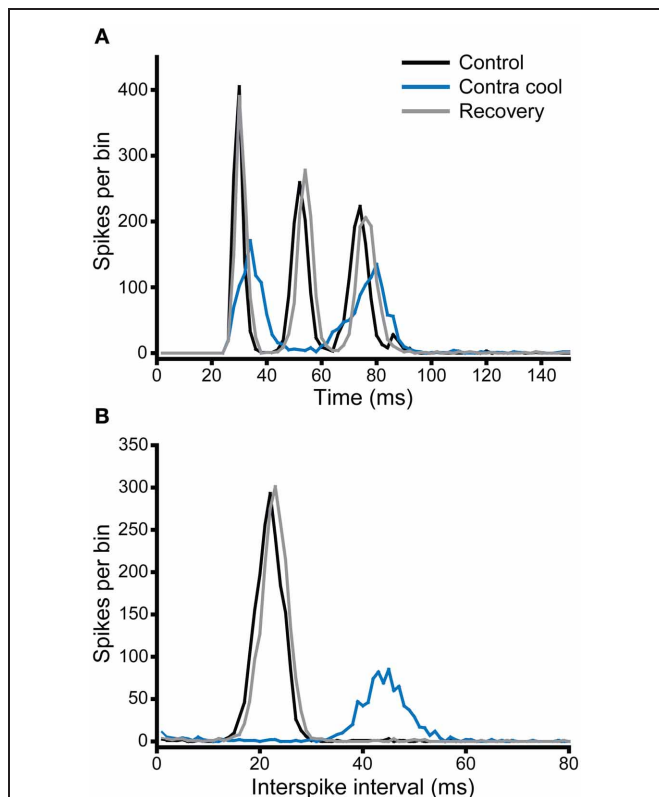 A
Control
Contra cool
Recovery
Spikes per bin
400
300
200
100
0
0 20 40 60 80 100 120 140
Time (ms)
B
Spikes per bin
350
300
250
200
150
100
50
0
0 20 40 60 80
Interspike interval (ms)